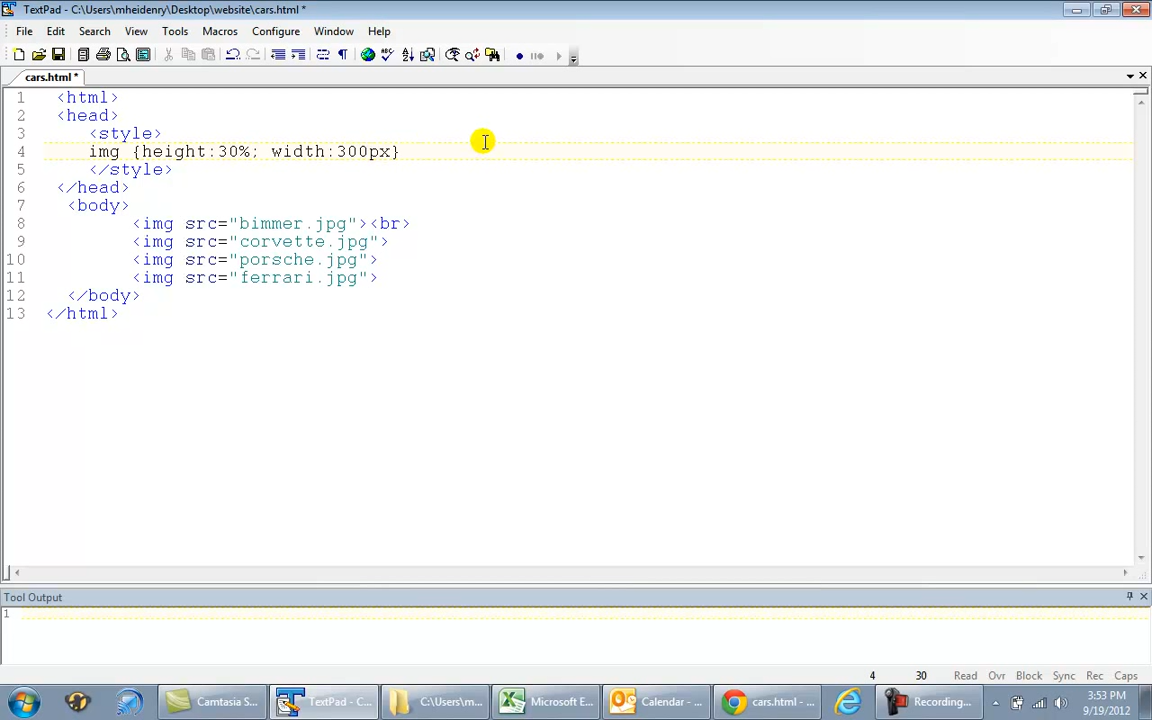 TextPad - C:\Users\mheidenry\Desktop\website\cars.html *
File Edit Search View Tools Macros Configure Window Help
cars.html *
1 <html>
2 <head>
3 <style>
4 img {height:30%; width:300px}
5 </style>
6 </head>
7 <body>
8 <img src="bimmer.jpg"><br>
9 <img src="corvette.jpg">
10 <img src="porsche.jpg">
11 <img src="ferrari.jpg">
12 </body>
13 </html>
Tool Output
1
4 30 Read Ovr Block Sync Rec Caps
Camtasia S... TextPad - C... C:\Users\m... Microsoft E... Calendar - ... cars.html - ... Recording...
3:53 PM
9/19/2012